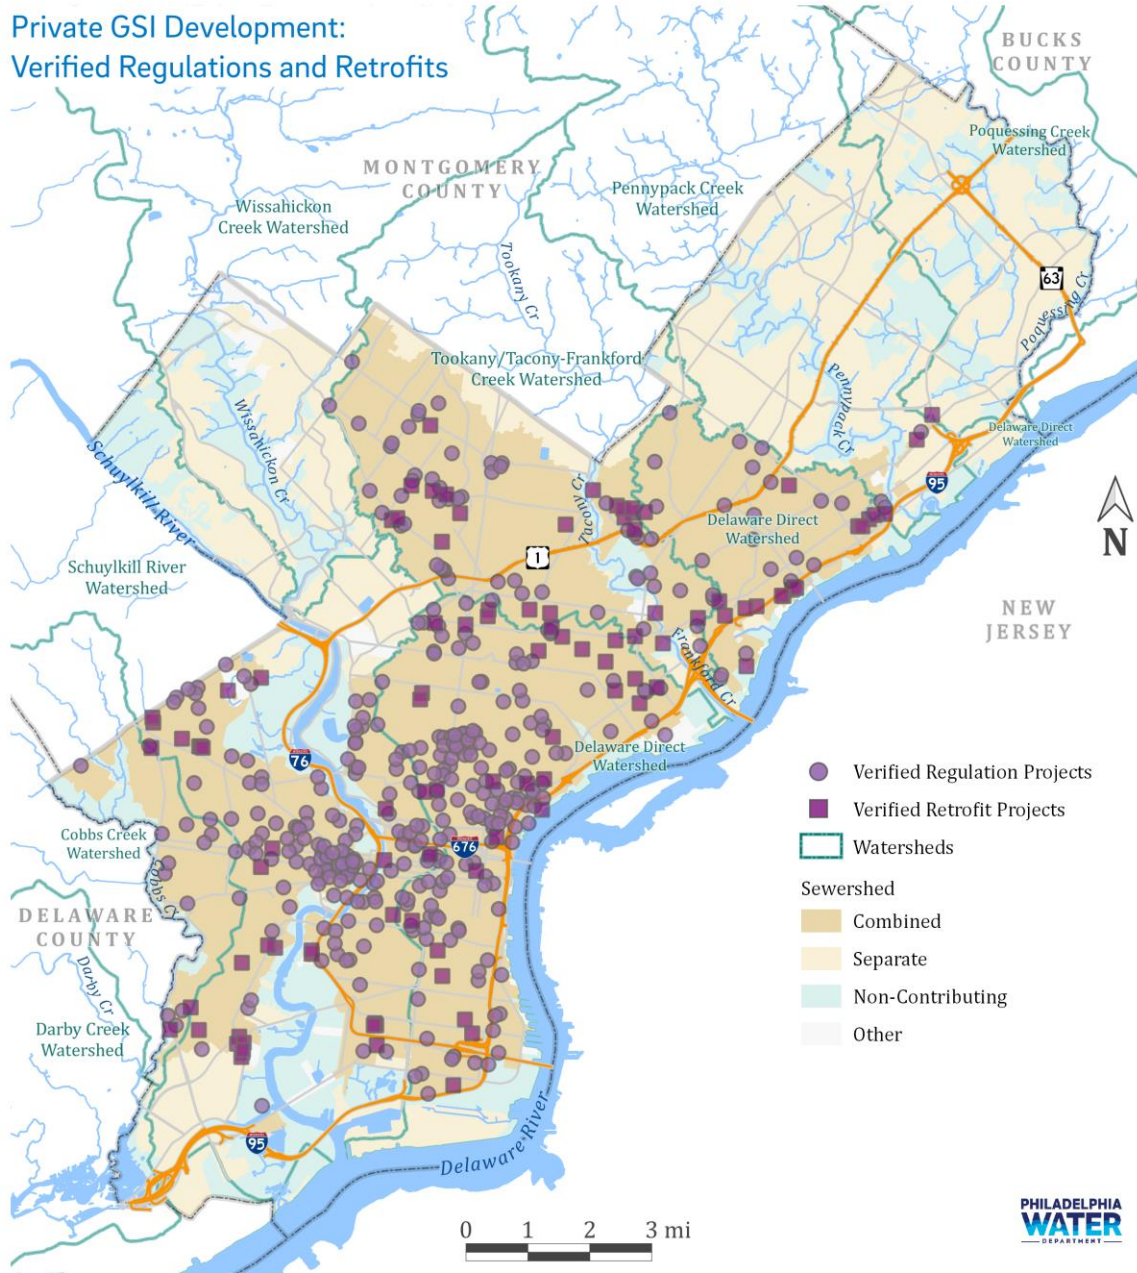 Private GSI Development:
Verified Regulations and Retrofits
BUCKS
COUNTY
Poquessing Creek
Watershed
MONTGOMERY
COUNTY
Pennypack Creek
Watershed
Wissahickon
Creek Watershed
Tookany Cr
63
Poquessing Cr
Tookany/Tacony-Frankford
Creek Watershed
Pennypack Cr
Wissahickon Cr
Delaware Direct
Watershed
Schuylkill River
95
Tacony Cr
Delaware Direct
Watershed
N
1
Schuylkill River
Watershed
NEW
JERSEY
Frankford Cr
Delaware Direct
Watershed
76
Verified Regulation Projects
Verified Retrofit Projects
Watersheds
Cobbs Creek
Watershed
676
Cobbs Cr
Sewershed
Combined
Separate
Non-Contributing
Other
DELAWARE
COUNTY
Darby Cr
Darby Creek
Watershed
95
Delaware River
0 1 2 3 mi
PHILADELPHIA
WATER
DEPARTMENT